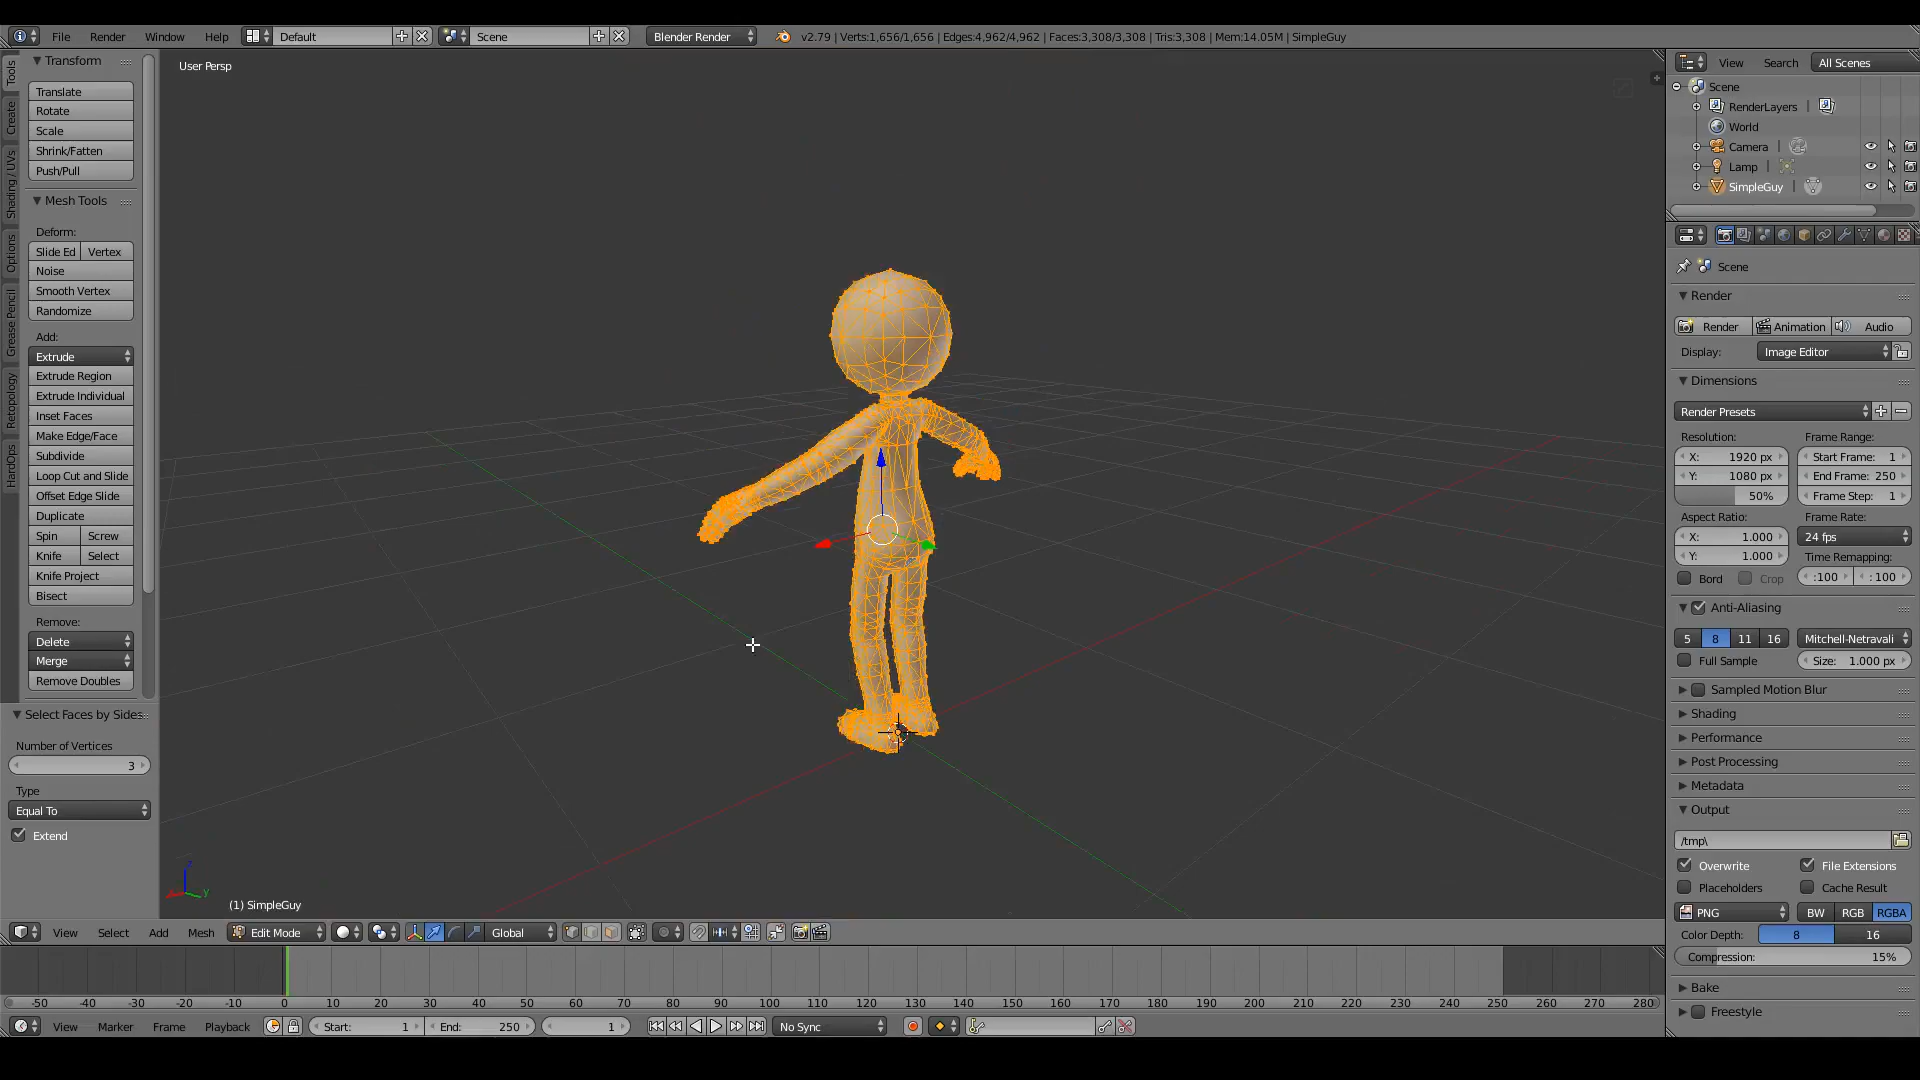 File Render Window Help Default Scene Blender Render v2.79 | Verts:1,656/1,656 | Edges:4,962/4,962 | Faces:3,308/3,308 | Tris:3,308 | Mem:14.05M | SimpleGuy
Tools
Create
Shading / UVs
Options
Grease Pencil
Retopology
HardOps
Transform
Translate
Rotate
Scale
Shrink/Fatten
Push/Pull
Mesh Tools
Deform:
Slide Ed Vertex
Noise
Smooth Vertex
Randomize
Add:
Extrude
Extrude Region
Extrude Individual
Inset Faces
Make Edge/Face
Subdivide
Loop Cut and Slide
Offset Edge Slide
Duplicate
Spin Screw
Knife Select
Knife Project
Bisect
Remove:
Delete
Merge
Remove Doubles
Select Faces by Sides
Number of Vertices
3
Type
Equal To
Extend
User Persp
z
y
(1) SimpleGuy
View Select Add Mesh Edit Mode Global
View Search All Scenes
Scene
RenderLayers
World
Camera
Lamp
SimpleGuy
Scene
Render
Render Animation Audio
Display: Image Editor
Dimensions
Render Presets
Resolution: Frame Range:
X: 1920 px Start Frame: 1
Y: 1080 px End Frame: 250
50% Frame Step: 1
Aspect Ratio: Frame Rate:
X: 1.000 24 fps
Y: 1.000 Time Remapping:
Bord Crop :100 : 100
Anti-Aliasing
5 8 11 16 Mitchell-Netravali
Full Sample Size: 1.000 px
Sampled Motion Blur
Shading
Performance
Post Processing
Metadata
Output
/tmp\
Overwrite File Extensions
Placeholders Cache Result
PNG BW RGB RGBA
Color Depth: 8 16
Compression: 15%
Bake
Freestyle
-50 -40 -30 -20 -10 0 10 20 30 40 50 60 70 80 90 100 110 120 130 140 150 160 170 180 190 200 210 220 230 240 250 260 270 280
View Marker Frame Playback Start: 1 End: 250 1 No Sync